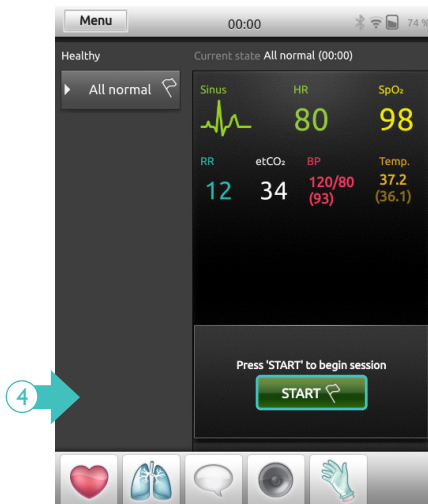 Menu 00:00 74 %
Healthy Current state All normal (00:00)
All normal
Sinus HR SpO₂
80 98
RR etCO₂ BP Temp.
12 34 120/80 37.2
(93) (36.1)
Press 'START' to begin session
START
4